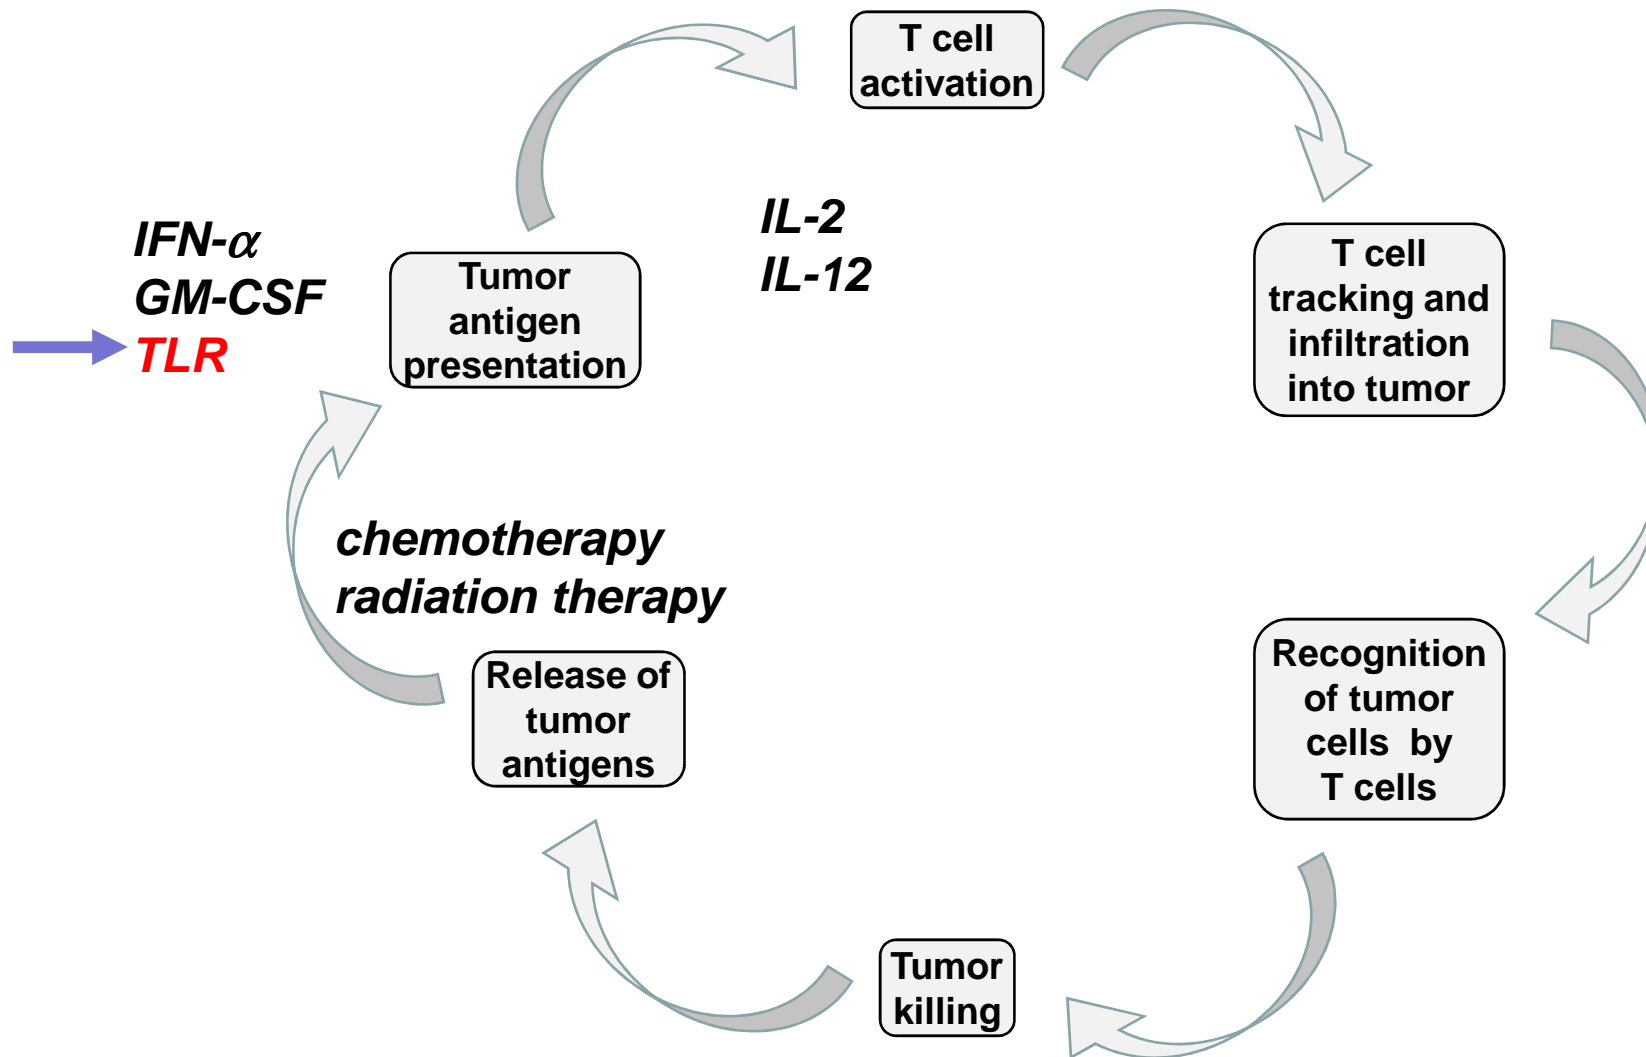 T cell
activation
IL-2
IL-12
IFN-α
GM-CSF
TLR
Tumor
antigen
presentation
T cell
tracking and
infiltration
into tumor
chemotherapy
radiation therapy
Release of
tumor
antigens
Recognition
of tumor
cells by
T cells
Tumor
killing